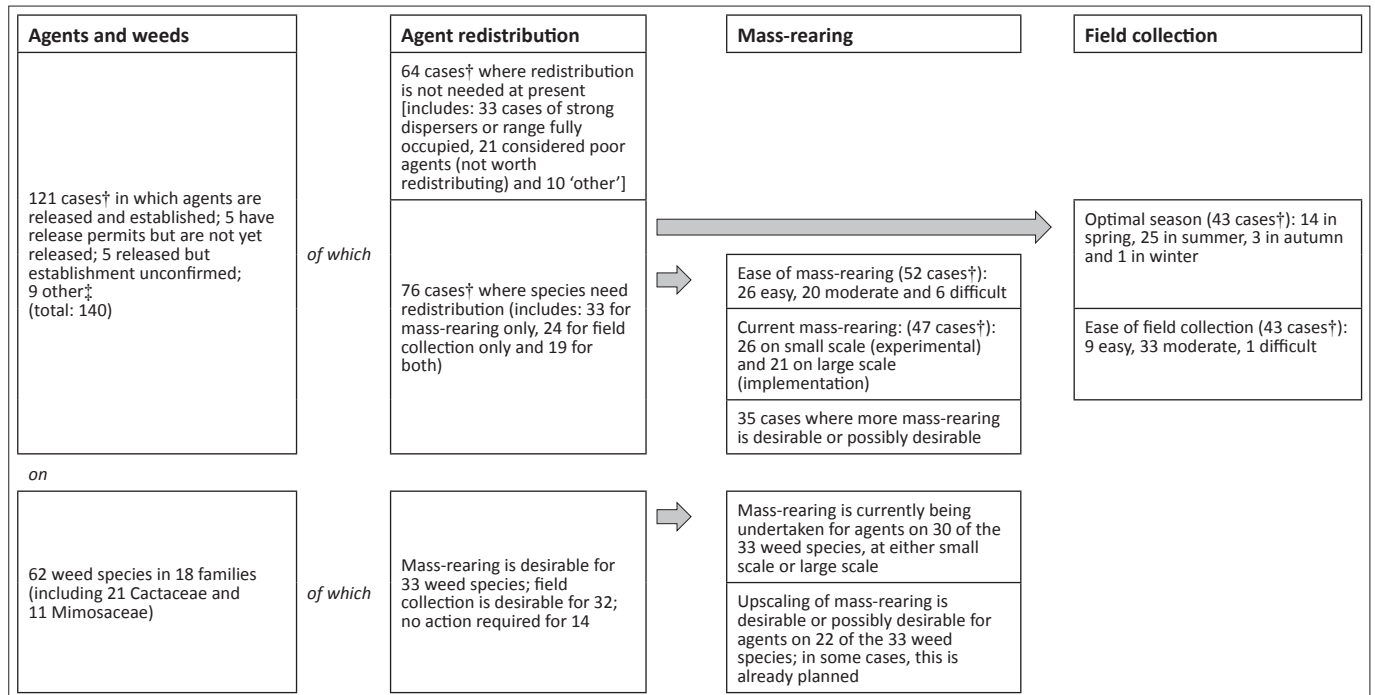 Agents and weeds
Agent redistribution
Mass-rearing
Field collection
121 cases† in which agents are
released and established; 5 have
release permits but are not yet
released; 5 released but
establishment unconfirmed;
9 other‡
(total: 140)
of which
64 cases† where redistribution
is not needed at present
[includes: 33 cases of strong
dispersers or range fully
occupied, 21 considered poor
agents (not worth
redistributing) and 10 ‘other’]
76 cases† where species need
redistribution (includes: 33 for
mass-rearing only, 24 for field
collection only and 19 for
both)
Ease of mass-rearing (52 cases†):
26 easy, 20 moderate and 6 difficult
Current mass-rearing: (47 cases†):
26 on small scale (experimental)
and 21 on large scale
(implementation)
35 cases where more mass-rearing
is desirable or possibly desirable
Optimal season (43 cases†): 14 in
spring, 25 in summer, 3 in autumn
and 1 in winter
Ease of field collection (43 cases†):
9 easy, 33 moderate, 1 difficult
on
62 weed species in 18 families
(including 21 Cactaceae and
11 Mimosaceae)
of which
Mass-rearing is desirable for
33 weed species; field
collection is desirable for 32;
no action required for 14
Mass-rearing is currently being
undertaken for agents on 30 of the
33 weed species, at either small
scale or large scale
Upscaling of mass-rearing is
desirable or possibly desirable for
agents on 22 of the 33 weed
species; in some cases, this is
already planned